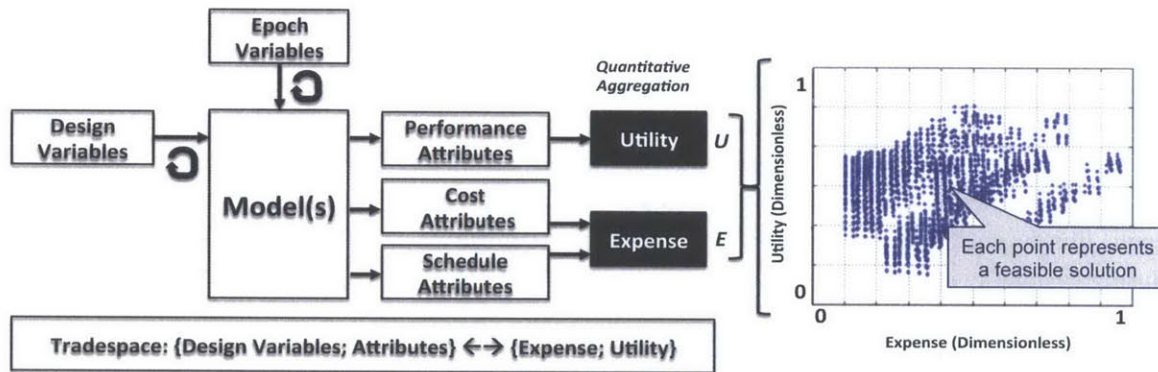 Epoch
Variables
Quantitative
Aggregation
Design
Variables
Model(s)
Performance
Attributes
Utility
U
Cost
Attributes
Expense
E
Schedule
Attributes
1
Utility (Dimensionless)
Each point represents
a feasible solution
0
0
1
Expense (Dimensionless)
Tradespace: {Design Variables; Attributes} ←→ {Expense; Utility}